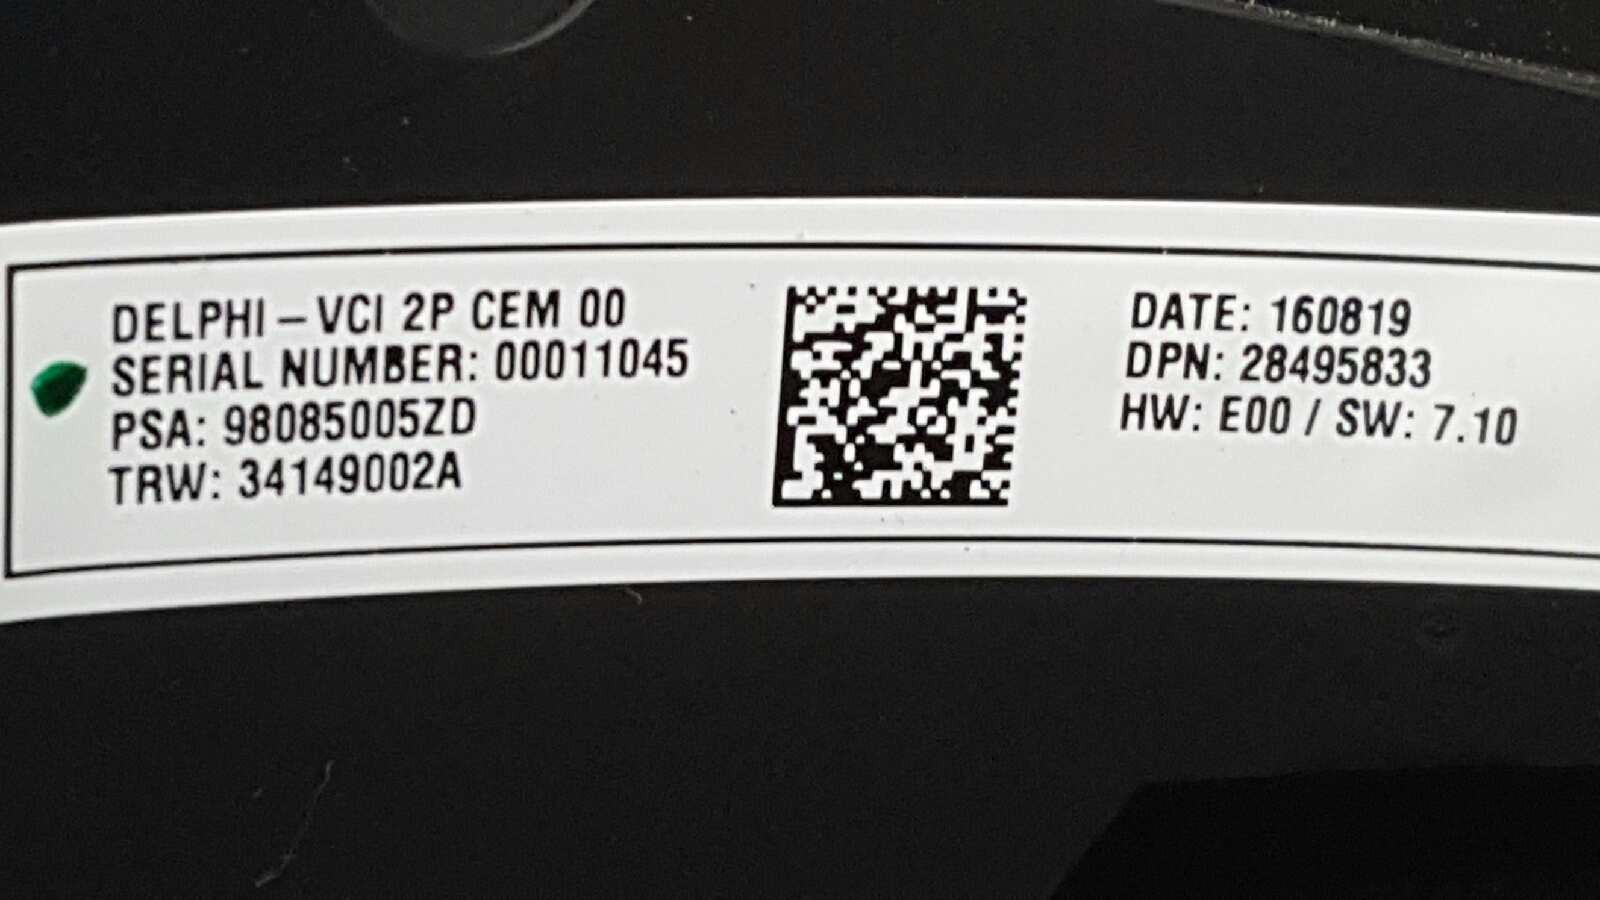 DELPHI – VCI 2P CEM 00
SERIAL NUMBER: 00011045
PSA: 98085005ZD
TRW: 34149002A
DATE: 160819
DPN: 28495833
HW: E00 / SW: 7.10